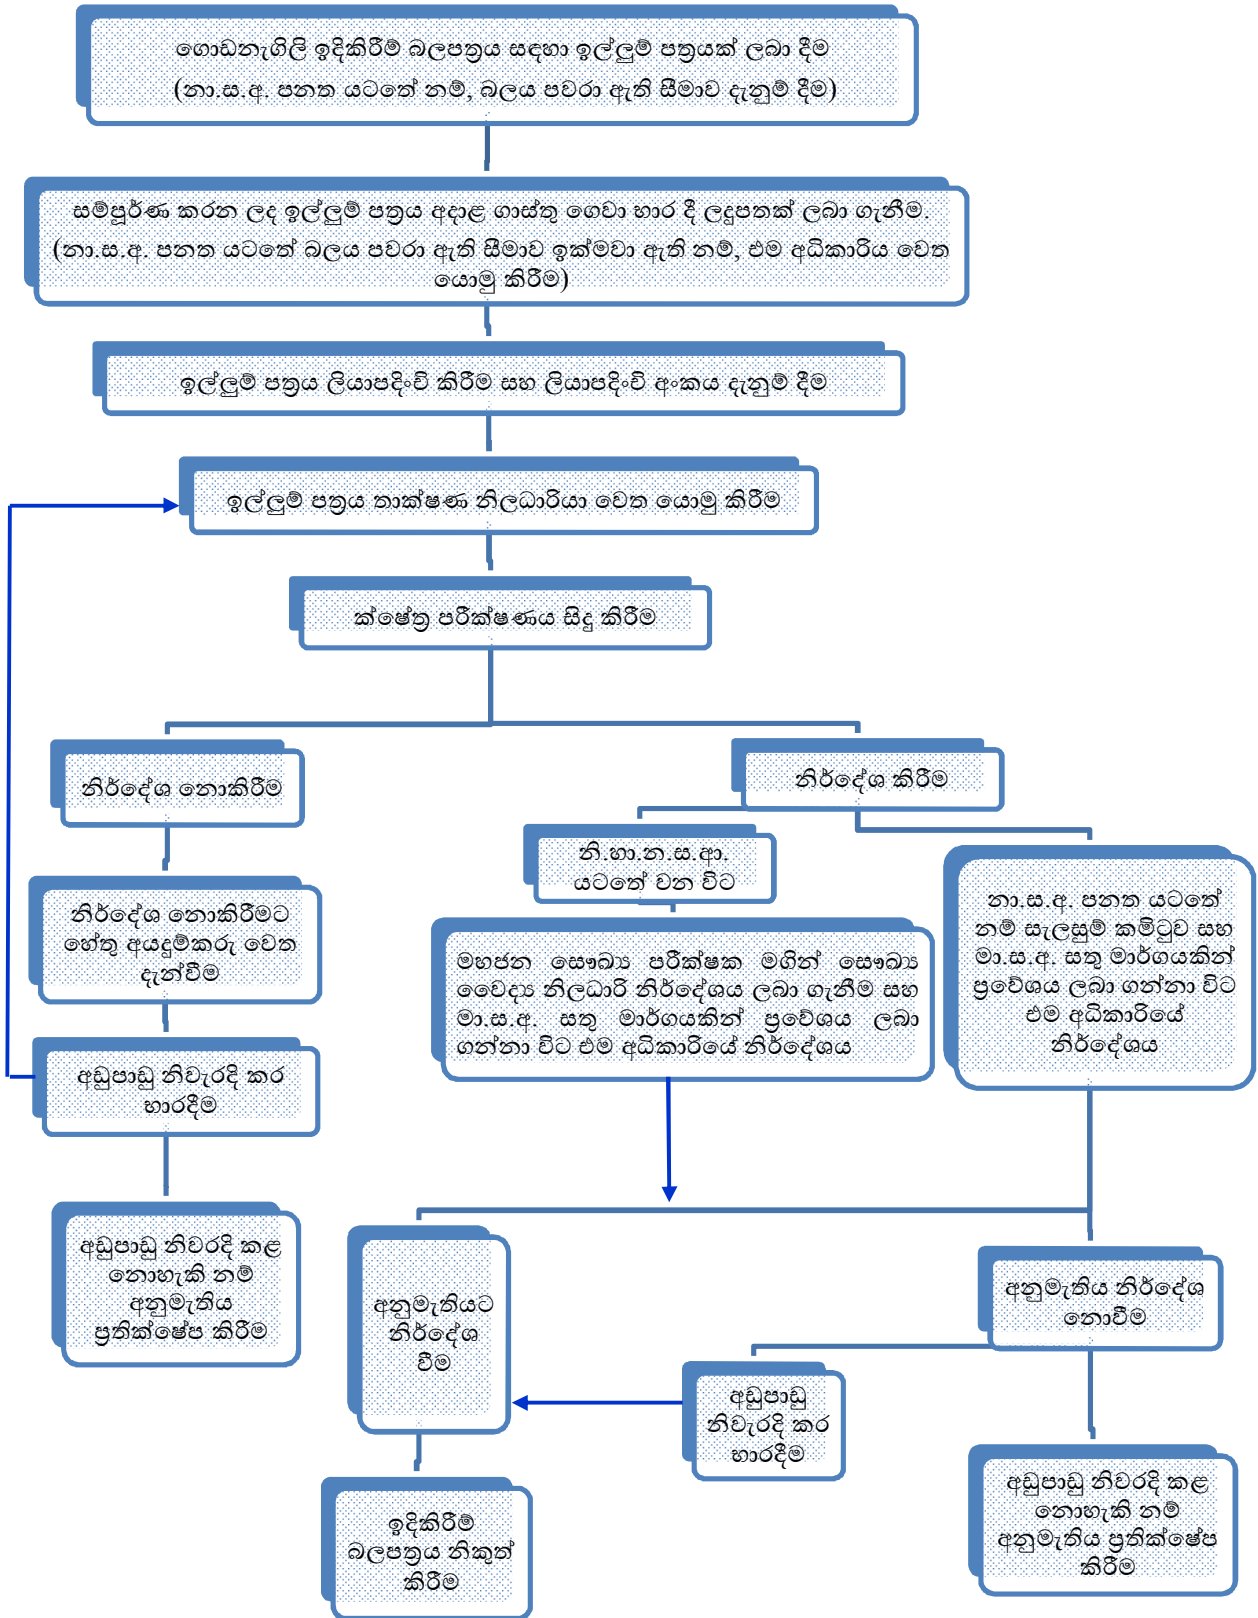 ගොඩනැගිලි ඉදිකිරීම් බලපත්‍රය සඳහා ඉල්ලුම් පත්‍රයක් ලබා දීම
(නා.ස.අ. පනත යටතේ නම්, බලය පවරා ඇති සීමාව දැනුම් දීම)
සම්පූර්ණ කරන ලද ඉල්ලුම් පත්‍රය අදාළ ගාස්තු ගෙවා භාර දී ලදුපතක් ලබා ගැනීම.
(නා.ස.අ. පනත යටතේ බලය පවරා ඇති සීමාව ඉක්මවා ඇති නම්, එම අධිකාරිය වෙත
යොමු කිරීම)
ඉල්ලුම් පත්‍රය ලියාපදිංචි කිරීම සහ ලියාපදිංචි අංකය දැනුම් දීම
ඉල්ලුම් පත්‍රය තාක්ෂණ නිලධාරියා වෙත යොමු කිරීම
ක්ෂේත්‍ර පරීක්ෂණය සිදු කිරීම
නිර්දේශ නොකිරීම
නිර්දේශ කිරීම
නි.හා.න.ස.ආ.
යටතේ වන විට
නිර්දේශ නොකිරීමට
හේතු අයදුම්කරු වෙත
දැන්වීම
මහජන සෞඛ්‍ය පරීක්ෂක මගින් සෞඛ්‍ය
වෛද්‍ය නිලධාරි නිර්දේශය ලබා ගැනීම සහ
මා.ස.අ. සතු මාර්ගයකින් ප්‍රවේශය ලබා
ගන්නා විට එම අධිකාරියේ නිර්දේශය
නා.ස.අ. පනත යටතේ
නම් සැලසුම් කමිටුව සහ
මා.ස.අ. සතු මාර්ගයකින්
ප්‍රවේශය ලබා ගන්නා විට
එම අධිකාරියේ
නිර්දේශය
අඩුපාඩු නිවැරදි කර
භාරදීම
අඩුපාඩු නිවරදි කළ
නොහැකි නම්
අනුමැතිය
ප්‍රතික්ෂේප කිරීම
අනුමැතියට
නිර්දේශ
වීම
අනුමැතිය නිර්දේශ
නොවීම
අඩුපාඩු
නිවැරදි කර
භාරදීම
ඉදිකිරීම්
බලපත්‍රය නිකුත්
කිරීම
අඩුපාඩු නිවරදි කළ
නොහැකි නම්
අනුමැතිය ප්‍රතික්ෂේප
කිරීම